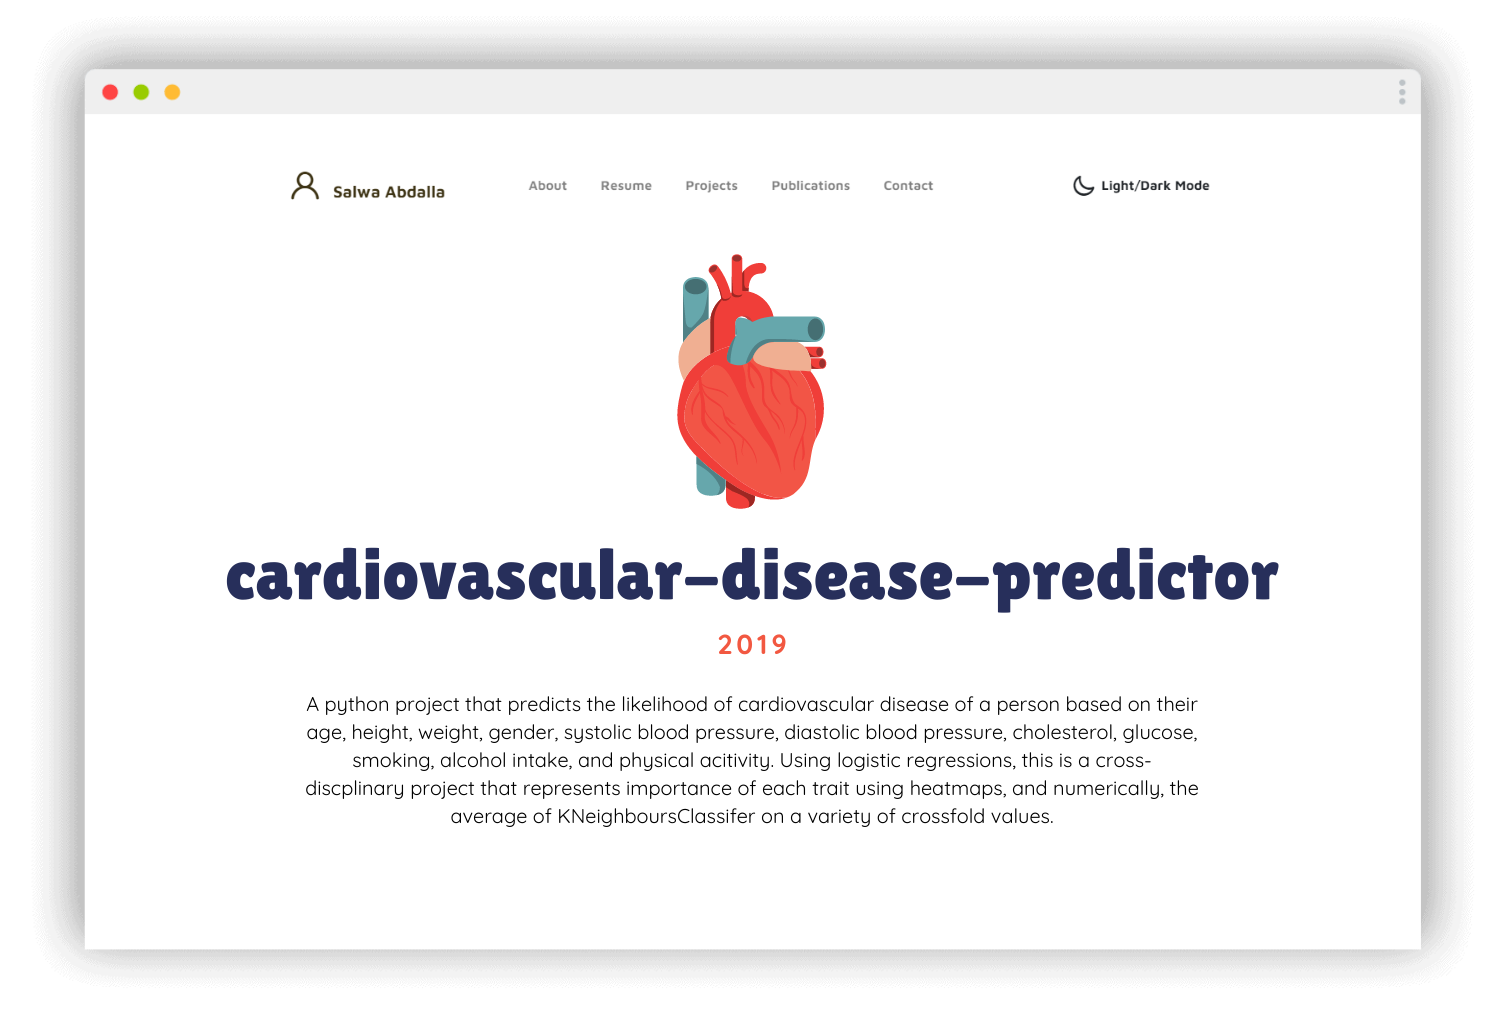 Salwa Abdalla
About Resume Projects Publications Contact
Light/Dark Mode
cardiovascular-disease-predictor
2019
A python project that predicts the likelihood of cardiovascular disease of a person based on their
age, height, weight, gender, systolic blood pressure, diastolic blood pressure, cholesterol, glucose,
smoking, alcohol intake, and physical acitivity. Using logistic regressions, this is a cross-
discplinary project that represents importance of each trait using heatmaps, and numerically, the
average of KNeighboursClassifer on a variety of crossfold values.